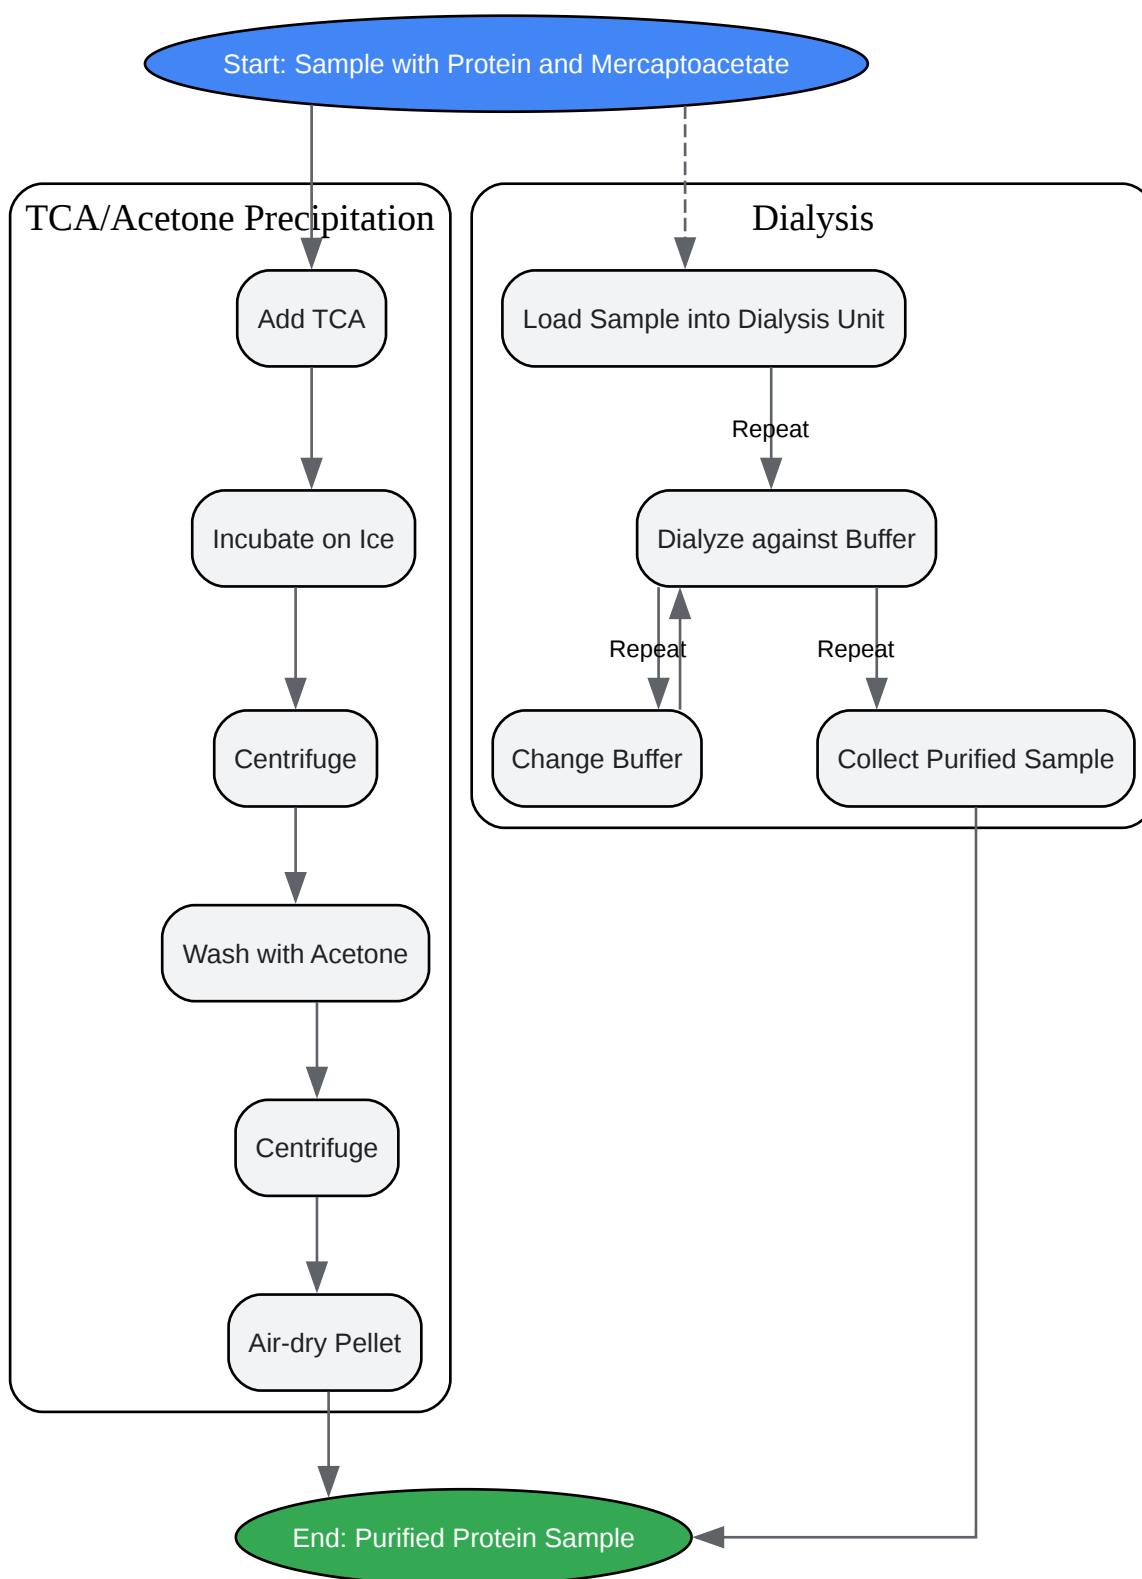 Start: Sample with Protein and Mercaptoacetate
TCA/Acetone Precipitation
Add TCA
Incubate on Ice
Centrifuge
Wash with Acetone
Centrifuge
Air-dry Pellet
Dialysis
Load Sample into Dialysis Unit
Repeat
Dialyze against Buffer
Repeat
Repeat
Change Buffer
Collect Purified Sample
End: Purified Protein Sample